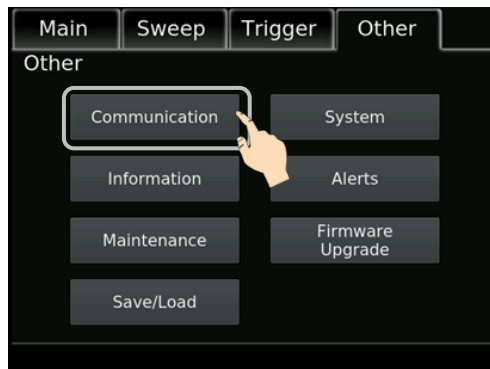 Main Sweep Trigger Other
Other
Communication System
Information Alerts
Maintenance Firmware
Upgrade
Save/Load